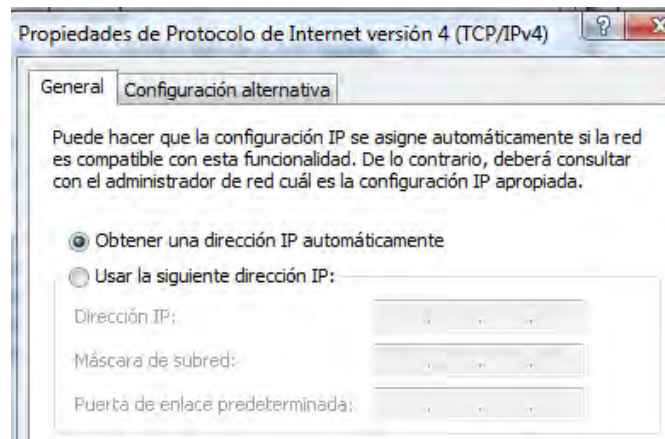 Propiedades de Protocolo de Internet versión 4 (TCP/IPv4)
General
Configuración alternativa
Puede hacer que la configuración IP se asigne automáticamente si la red
es compatible con esta funcionalidad. De lo contrario, deberá consultar
con el administrador de red cuál es la configuración IP apropiada.
Obtener una dirección IP automáticamente
Usar la siguiente dirección IP:
Dirección IP:
Máscara de subred:
Puerta de enlace predeterminada: